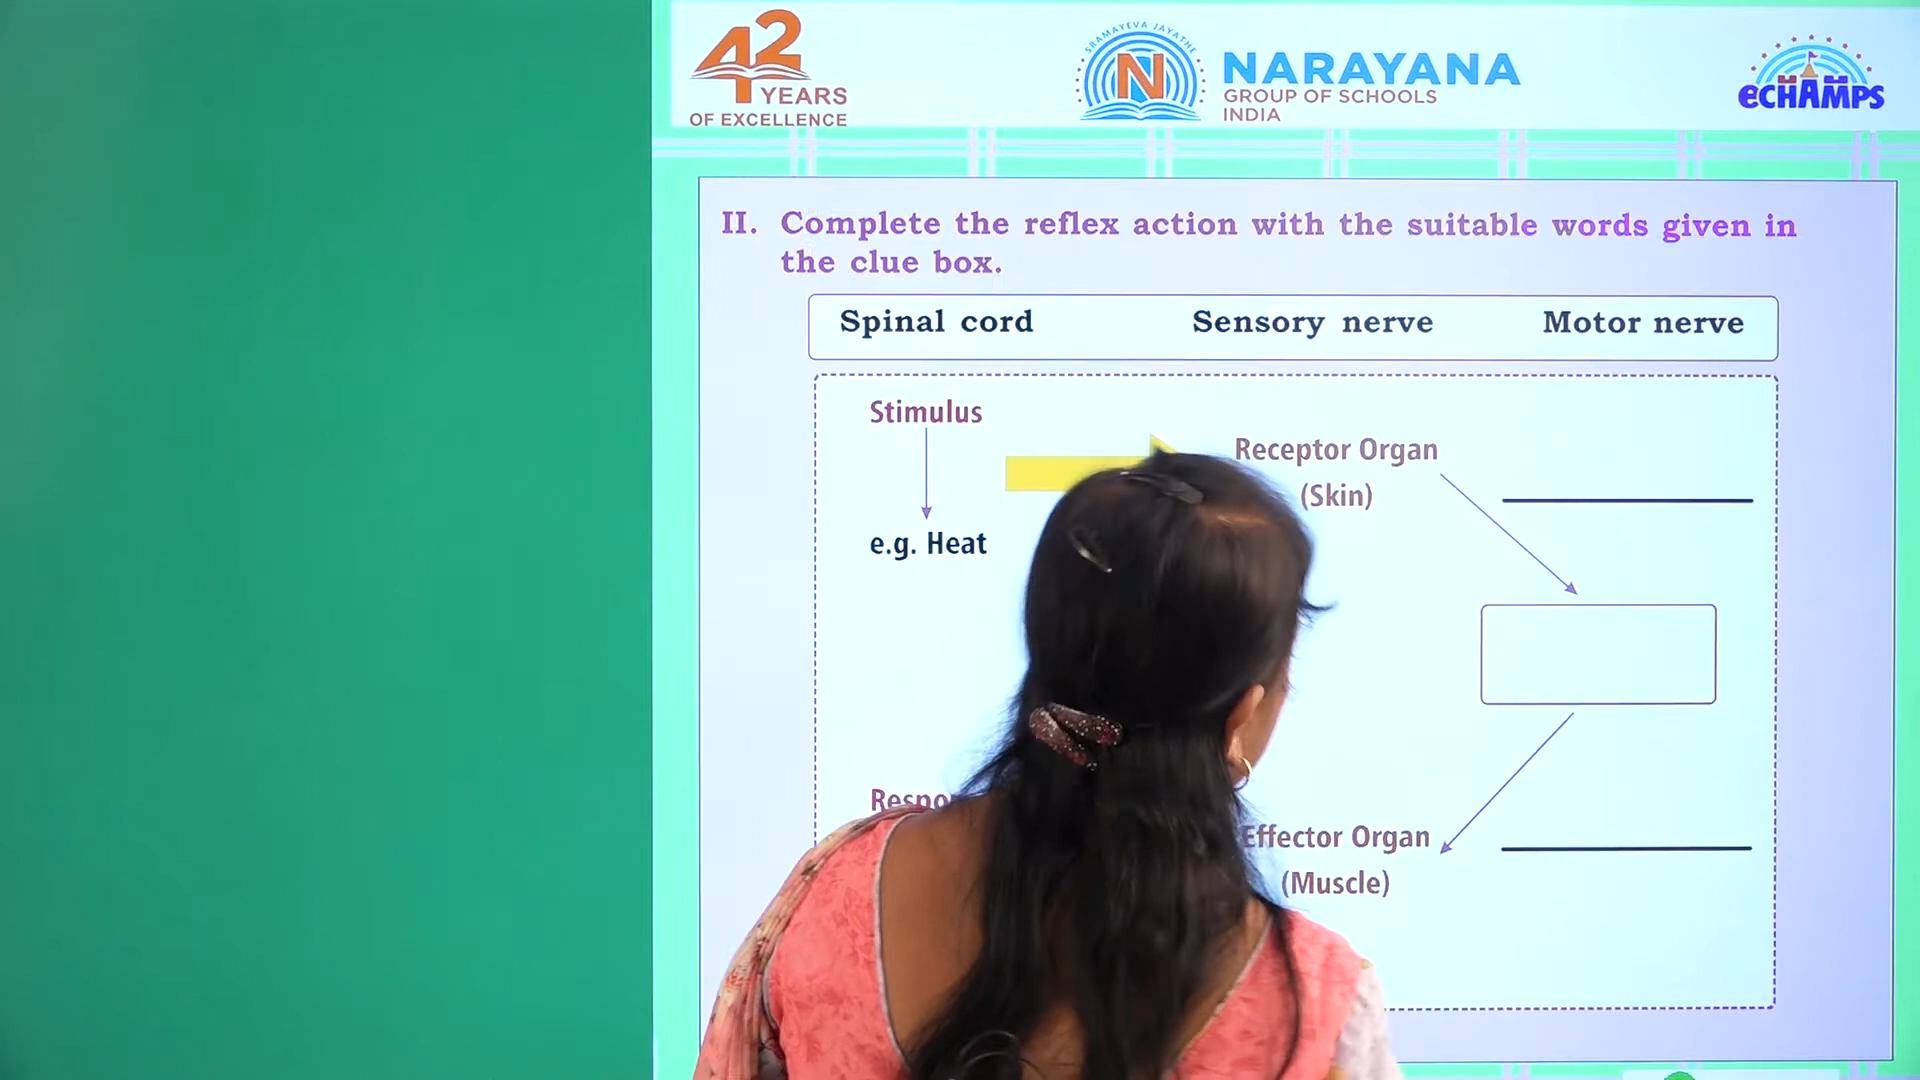 42
YEARS
OF EXCELLENCE
SRAMAYEVA JAYATHE
N
NARAYANA
GROUP OF SCHOOLS
INDIA
eCHAMPS
II. Complete the reflex action with the suitable words given in
the clue box.
Spinal cord Sensory nerve Motor nerve
Stimulus
Receptor Organ
(Skin)
e.g. Heat
Effector Organ
(Muscle)